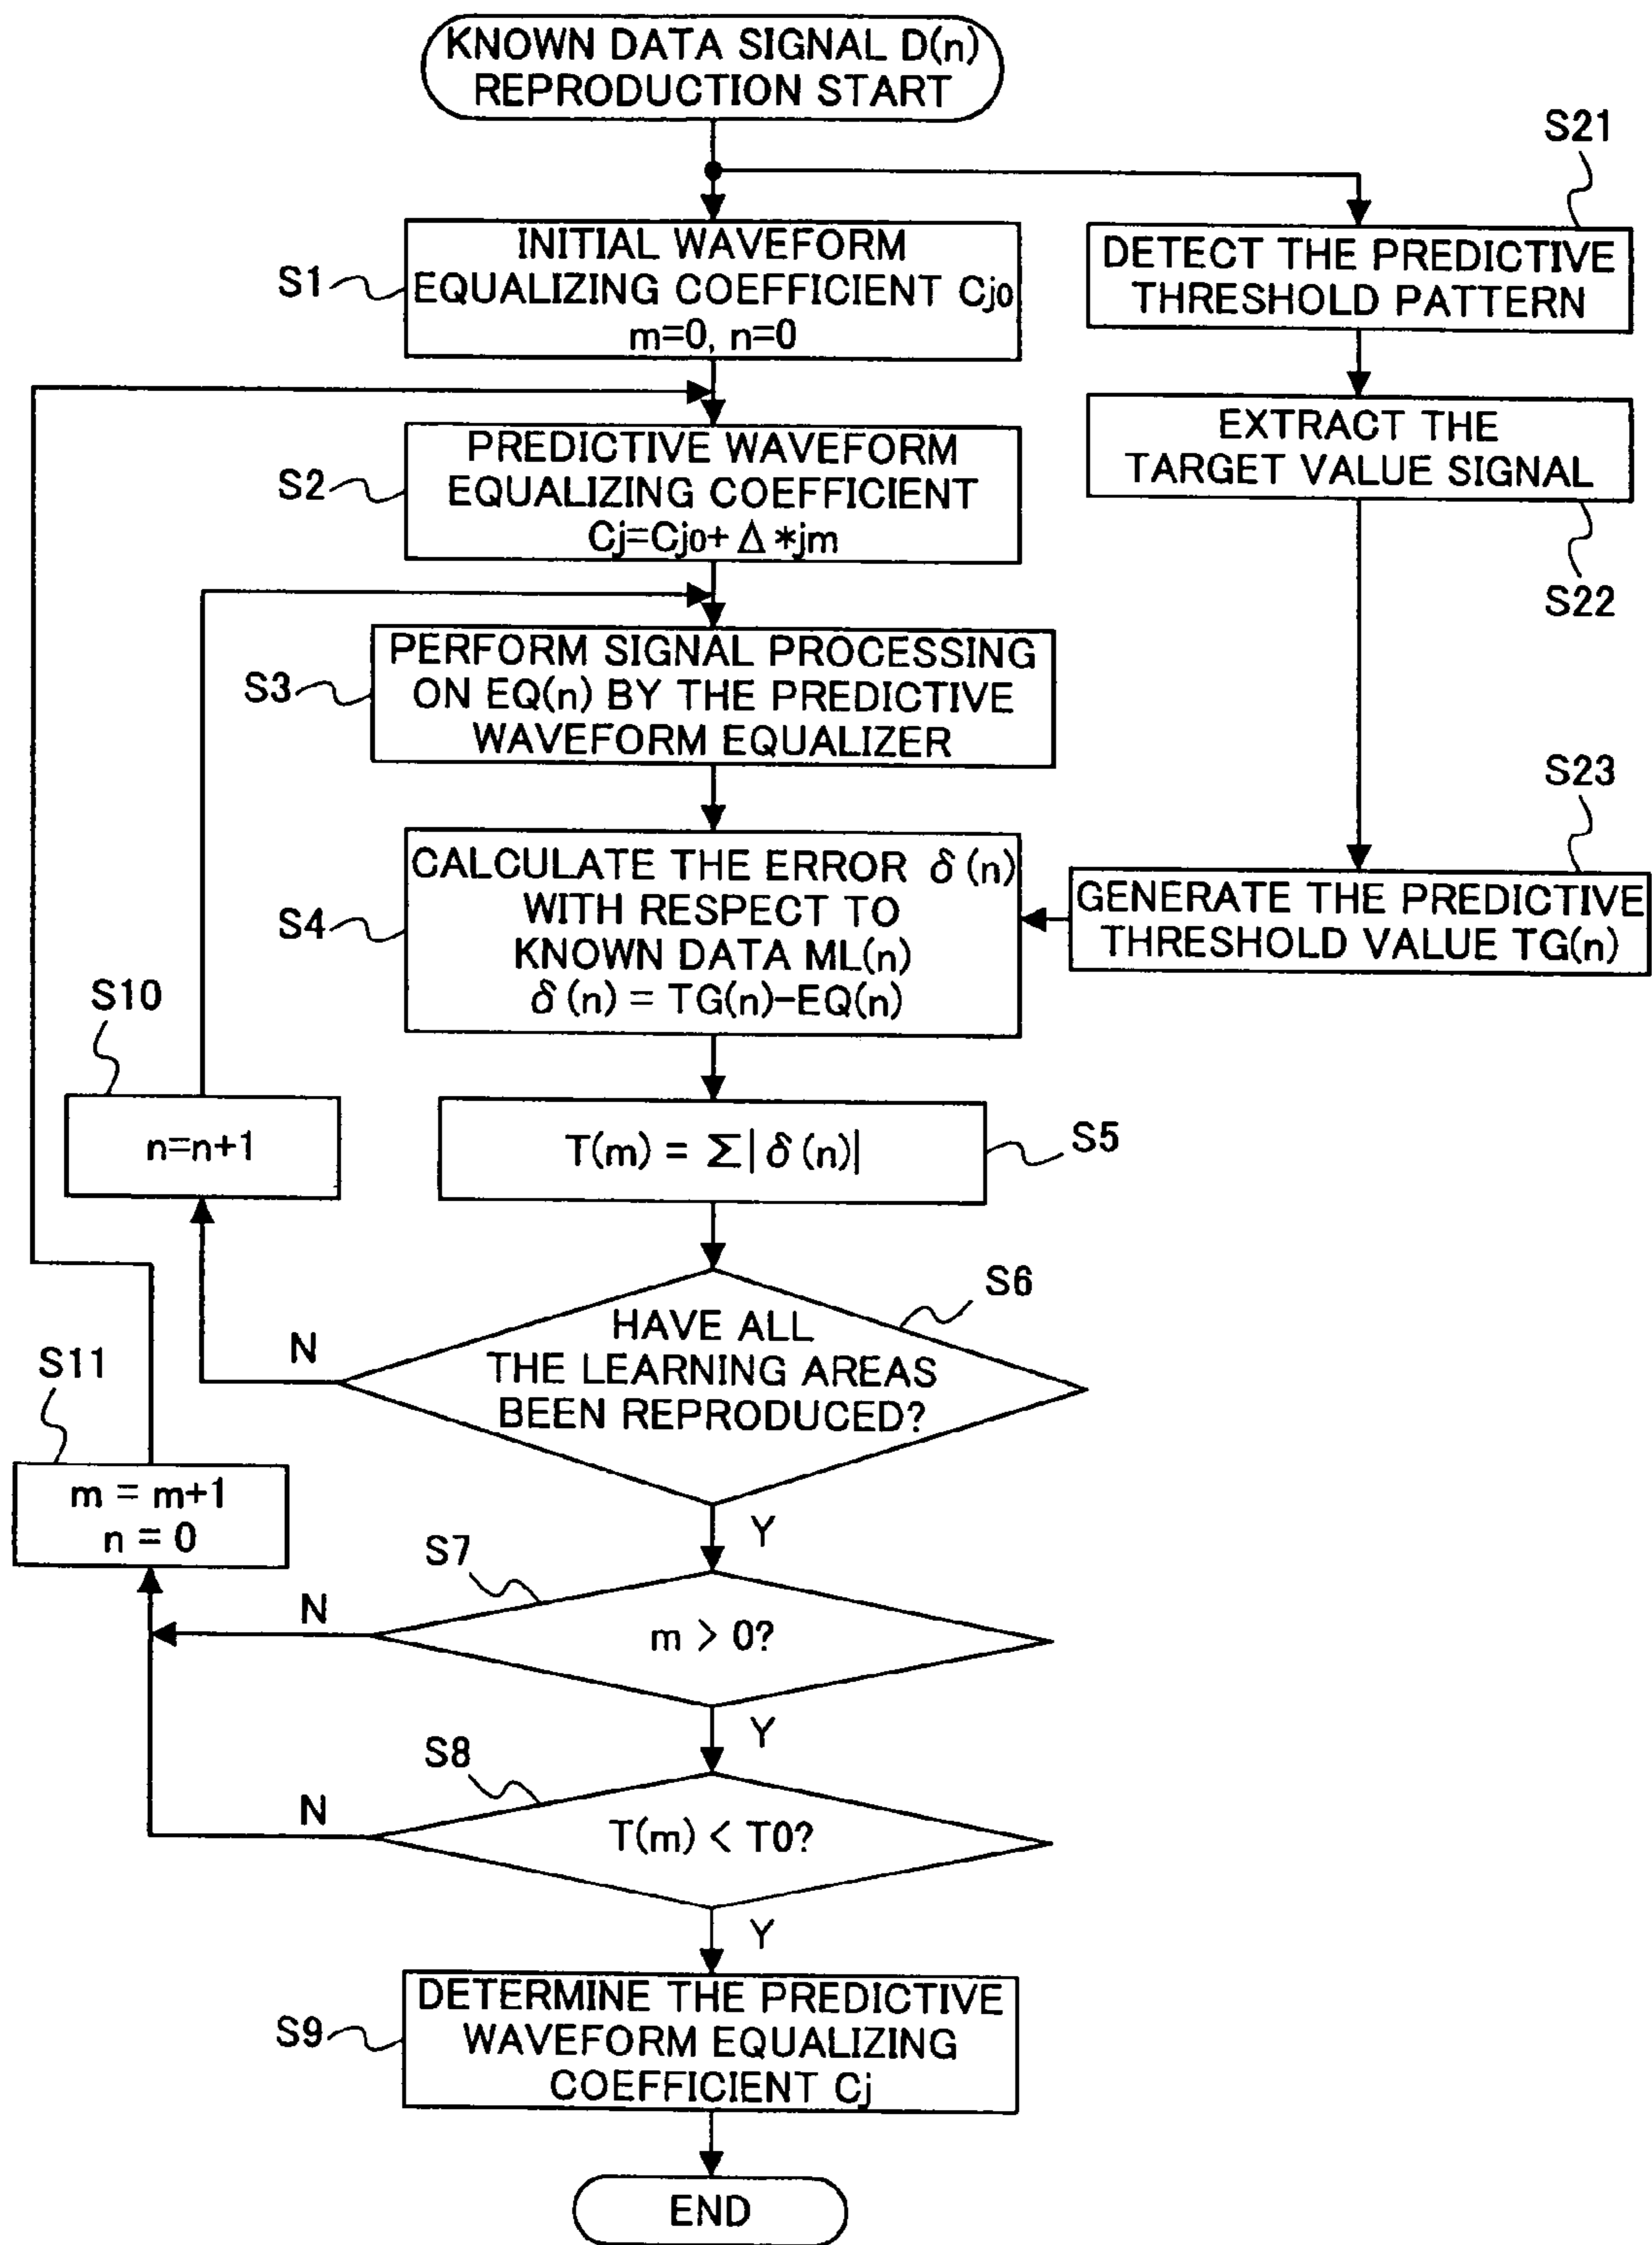 KNOWN DATA SIGNAL D(n)
REPRODUCTION START
S21
DETECT THE PREDICTIVE
THRESHOLD PATTERN
S1
INITIAL WAVEFORM
EQUALIZING COEFFICIENT Cj0
m=0, n=0
EXTRACT THE
TARGET VALUE SIGNAL
S22
S2
PREDICTIVE WAVEFORM
EQUALIZING COEFFICIENT
Cj=Cj0+Δ*jm
S3
PERFORM SIGNAL PROCESSING
ON EQ(n) BY THE PREDICTIVE
WAVEFORM EQUALIZER
S23
GENERATE THE PREDICTIVE
THRESHOLD VALUE TG(n)
S4
CALCULATE THE ERROR δ(n)
WITH RESPECT TO
KNOWN DATA ML(n)
δ(n) = TG(n)-EQ(n)
S10
n=n+1
T(m) = Σ|δ(n)|
S5
S6
HAVE ALL
THE LEARNING AREAS
BEEN REPRODUCED?
N
S11
m = m+1
n = 0
Y
S7
m > 0?
N
Y
S8
T(m) < T0?
N
Y
S9
DETERMINE THE PREDICTIVE
WAVEFORM EQUALIZING
COEFFICIENT Cj
END